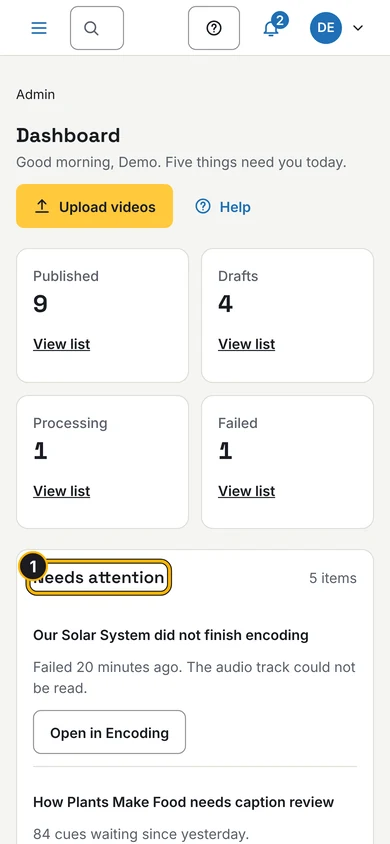 2
DE
Admin
Dashboard
Good morning, Demo. Five things need you today.
Upload videos
Help
Published
9
View list
Drafts
4
View list
Processing
1
View list
Failed
1
View list
1
Needs attention
5 items
Our Solar System did not finish encoding
Failed 20 minutes ago. The audio track could not
be read.
Open in Encoding
How Plants Make Food needs caption review
84 cues waiting since yesterday.